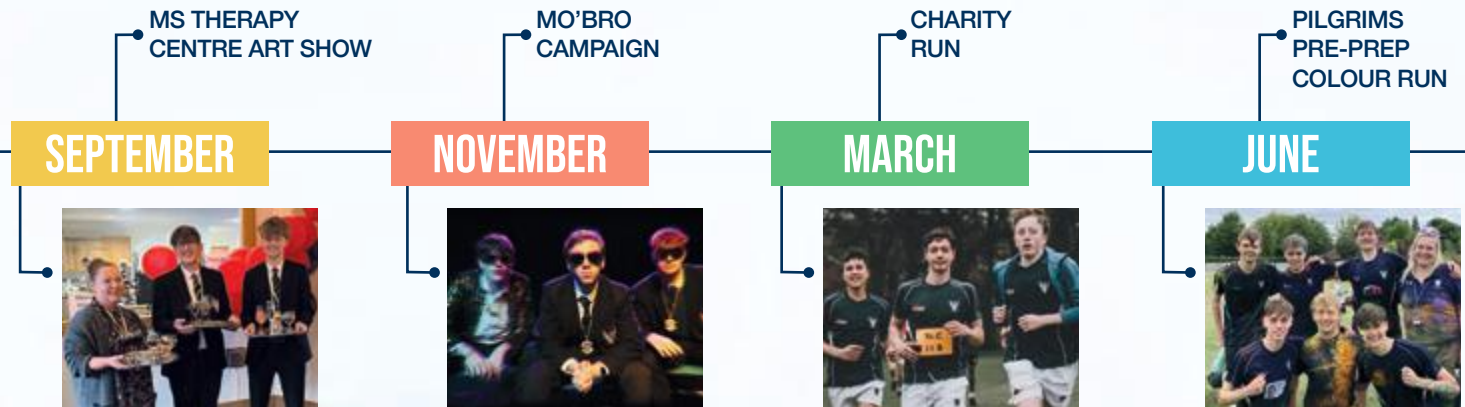 MS THERAPY
CENTRE ART SHOW
MO’BRO
CAMPAIGN
CHARITY
RUN
PILGRIMS
PRE-PREP
COLOUR RUN
SEPTEMBER
NOVEMBER
MARCH
JUNE